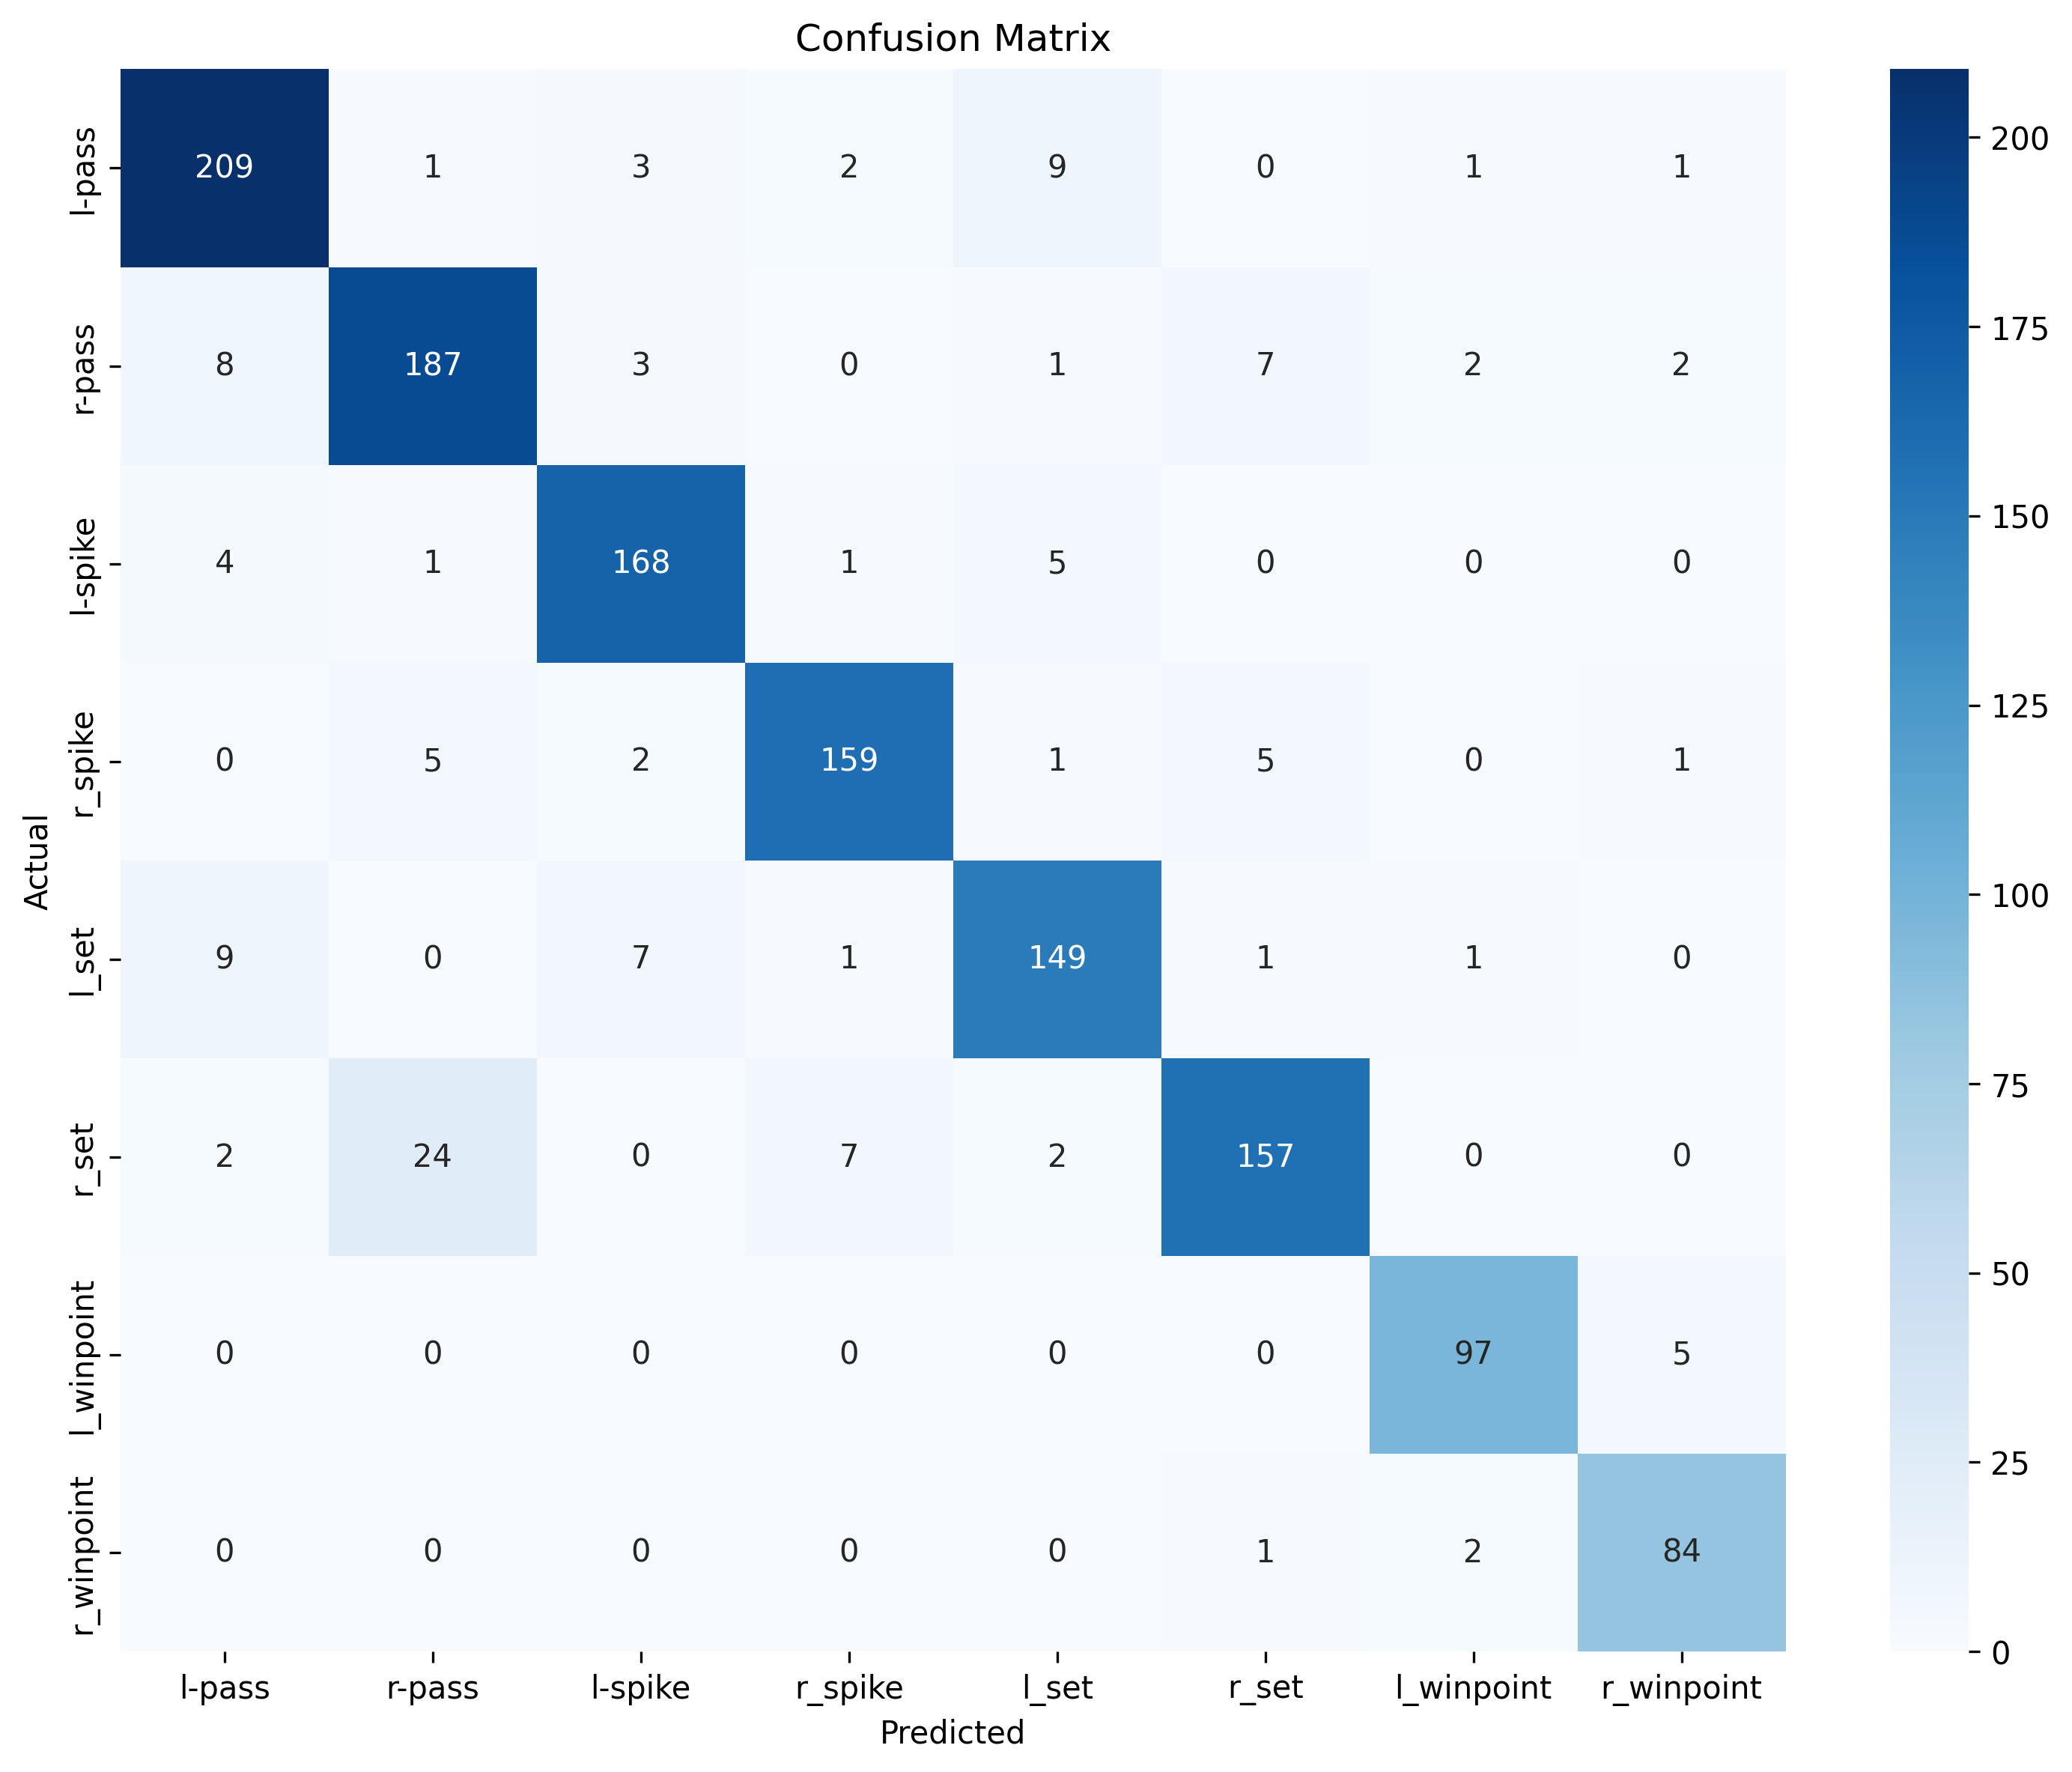 Confusion Matrix
l-pass 209 1 3 2 9 0 1 1
r-pass 8 187 3 0 1 7 2 2
l-spike 4 1 168 1 5 0 0 0
r_spike 0 5 2 159 1 5 0 1
l_set 9 0 7 1 149 1 1 0
r_set 2 24 0 7 2 157 0 0
l_winpoint 0 0 0 0 0 0 97 5
r_winpoint 0 0 0 0 0 1 2 84
Actual
l-pass r-pass l-spike r_spike l_set r_set l_winpoint r_winpoint
Predicted
200
175
150
125
100
75
50
25
0